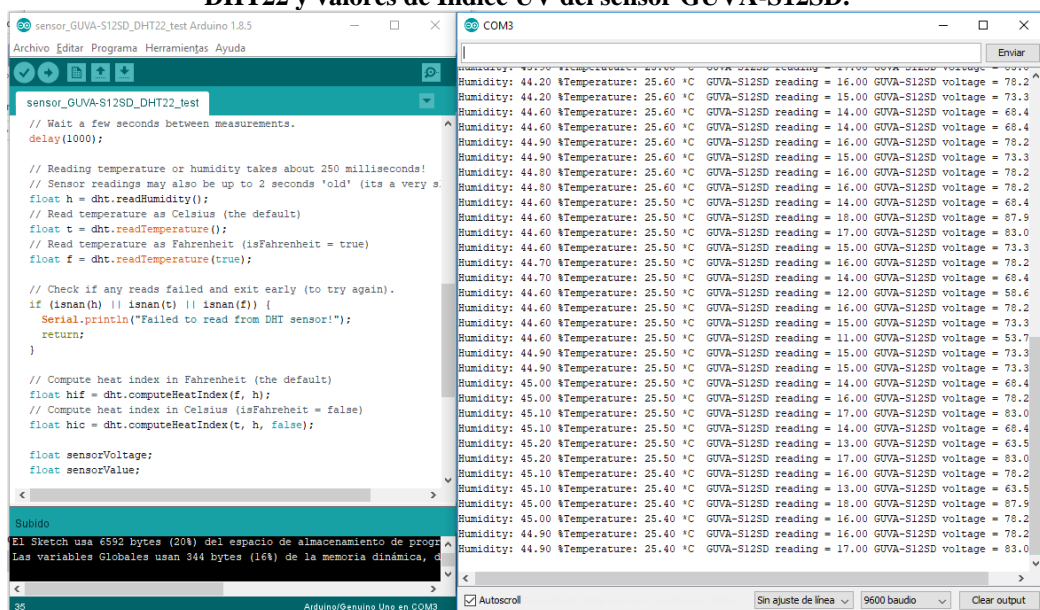 DHT22 y valores de Índice UV del sensor GUVA-S12SD.
sensor_GUVA-S12SD_DHT22_test Arduino 1.8.5
Archivo Editar Programa Herramientas Ayuda
sensor_GUVA-S12SD_DHT22_test
// Wait a few seconds between measurements.
delay(1000);
// Reading temperature or humidity takes about 250 milliseconds!
// Sensor readings may also be up to 2 seconds 'old' (its a very s
float h = dht.readHumidity();
// Read temperature as Celsius (the default)
float t = dht.readTemperature();
// Read temperature as Fahrenheit (isFahrenheit = true)
float f = dht.readTemperature(true);
// Check if any reads failed and exit early (to try again).
if (isnan(h) || isnan(t) || isnan(f)) {
Serial.println("Failed to read from DHT sensor!");
return;
}
// Compute heat index in Fahrenheit (the default)
float hif = dht.computeHeatIndex(f, h);
// Compute heat index in Celsius (isFahreheit = false)
float hic = dht.computeHeatIndex(t, h, false);
float sensorVoltage;
float sensorValue;
Subido
El Sketch usa 6592 bytes (20%) del espacio de almacenamiento de progr
Las variables Globales usan 344 bytes (16%) de la memoria dinámica, d
35
Arduino/Genuino Uno en COM3
COM3
Enviar
Humidity: 44.20 %Temperature: 25.60 *C GUVA-S12SD reading = 16.00 GUVA-S12SD voltage = 78.2
Humidity: 44.20 %Temperature: 25.60 *C GUVA-S12SD reading = 15.00 GUVA-S12SD voltage = 73.3
Humidity: 44.60 %Temperature: 25.60 *C GUVA-S12SD reading = 14.00 GUVA-S12SD voltage = 68.4
Humidity: 44.60 %Temperature: 25.60 *C GUVA-S12SD reading = 14.00 GUVA-S12SD voltage = 68.4
Humidity: 44.90 %Temperature: 25.60 *C GUVA-S12SD reading = 16.00 GUVA-S12SD voltage = 78.2
Humidity: 44.90 %Temperature: 25.60 *C GUVA-S12SD reading = 15.00 GUVA-S12SD voltage = 73.3
Humidity: 44.80 %Temperature: 25.60 *C GUVA-S12SD reading = 16.00 GUVA-S12SD voltage = 78.2
Humidity: 44.80 %Temperature: 25.60 *C GUVA-S12SD reading = 16.00 GUVA-S12SD voltage = 78.2
Humidity: 44.60 %Temperature: 25.50 *C GUVA-S12SD reading = 14.00 GUVA-S12SD voltage = 68.4
Humidity: 44.60 %Temperature: 25.50 *C GUVA-S12SD reading = 18.00 GUVA-S12SD voltage = 87.9
Humidity: 44.60 %Temperature: 25.50 *C GUVA-S12SD reading = 17.00 GUVA-S12SD voltage = 83.0
Humidity: 44.60 %Temperature: 25.50 *C GUVA-S12SD reading = 15.00 GUVA-S12SD voltage = 73.3
Humidity: 44.70 %Temperature: 25.50 *C GUVA-S12SD reading = 16.00 GUVA-S12SD voltage = 78.2
Humidity: 44.70 %Temperature: 25.50 *C GUVA-S12SD reading = 14.00 GUVA-S12SD voltage = 68.4
Humidity: 44.60 %Temperature: 25.50 *C GUVA-S12SD reading = 12.00 GUVA-S12SD voltage = 58.6
Humidity: 44.60 %Temperature: 25.50 *C GUVA-S12SD reading = 16.00 GUVA-S12SD voltage = 78.2
Humidity: 44.60 %Temperature: 25.50 *C GUVA-S12SD reading = 15.00 GUVA-S12SD voltage = 73.3
Humidity: 44.60 %Temperature: 25.50 *C GUVA-S12SD reading = 11.00 GUVA-S12SD voltage = 53.7
Humidity: 44.90 %Temperature: 25.50 *C GUVA-S12SD reading = 15.00 GUVA-S12SD voltage = 73.3
Humidity: 44.90 %Temperature: 25.50 *C GUVA-S12SD reading = 15.00 GUVA-S12SD voltage = 73.3
Humidity: 45.00 %Temperature: 25.50 *C GUVA-S12SD reading = 14.00 GUVA-S12SD voltage = 68.4
Humidity: 45.00 %Temperature: 25.50 *C GUVA-S12SD reading = 16.00 GUVA-S12SD voltage = 78.2
Humidity: 45.10 %Temperature: 25.50 *C GUVA-S12SD reading = 17.00 GUVA-S12SD voltage = 83.0
Humidity: 45.10 %Temperature: 25.50 *C GUVA-S12SD reading = 14.00 GUVA-S12SD voltage = 68.4
Humidity: 45.20 %Temperature: 25.50 *C GUVA-S12SD reading = 13.00 GUVA-S12SD voltage = 63.5
Humidity: 45.20 %Temperature: 25.50 *C GUVA-S12SD reading = 17.00 GUVA-S12SD voltage = 83.0
Humidity: 45.10 %Temperature: 25.40 *C GUVA-S12SD reading = 16.00 GUVA-S12SD voltage = 78.2
Humidity: 45.10 %Temperature: 25.40 *C GUVA-S12SD reading = 13.00 GUVA-S12SD voltage = 63.5
Humidity: 45.00 %Temperature: 25.40 *C GUVA-S12SD reading = 18.00 GUVA-S12SD voltage = 87.9
Humidity: 45.00 %Temperature: 25.40 *C GUVA-S12SD reading = 16.00 GUVA-S12SD voltage = 78.2
Humidity: 44.90 %Temperature: 25.40 *C GUVA-S12SD reading = 16.00 GUVA-S12SD voltage = 78.2
Humidity: 44.90 %Temperature: 25.40 *C GUVA-S12SD reading = 17.00 GUVA-S12SD voltage = 83.0
Autoscroll
Sin ajuste de línea
9600 baudio
Clear output